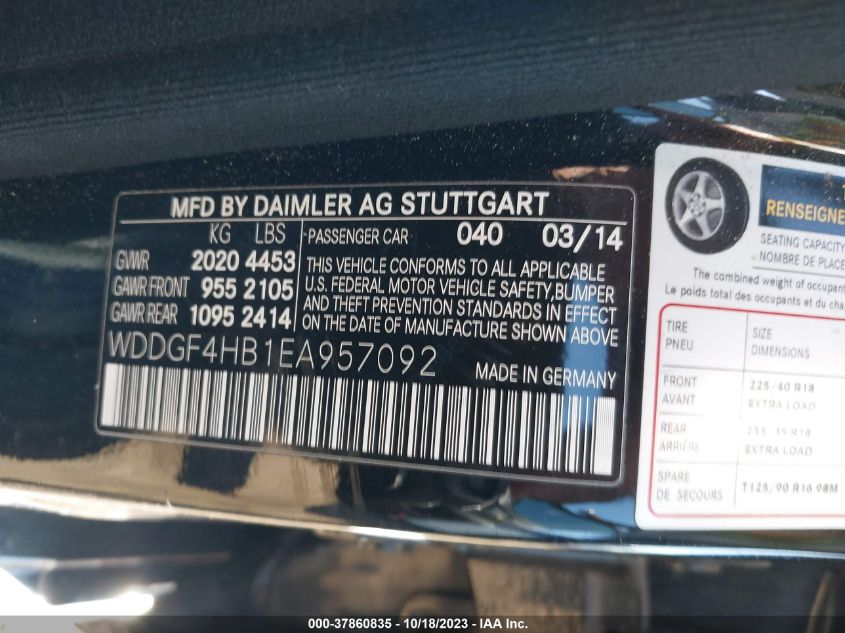 MFD BY DAIMLER AG STUTTGART
KG LBS
PASSENGER CAR 040 03/14
GVWR 2020 4453
GAWR FRONT 955 2105
GAWR REAR 1095 2414
THIS VEHICLE CONFORMS TO ALL APPLICABLE
U.S. FEDERAL MOTOR VEHICLE SAFETY,BUMPER
AND THEFT PREVENTION STANDARDS IN EFFECT
ON THE DATE OF MANUFACTURE SHOWN ABOVE
WDDGF4HB1EA957092
MADE IN GERMANY
RENSEIGNE
SEATING CAPACITY
NOMBRE DE PLACE
The combined weight of occupant
Le poids total des occupants et du cha
TIRE
PNEU
SIZE
DIMENSIONS
FRONT
AVANT
225/40 R18
EXTRA LOAD
REAR
ARRIÈRE
255 35 R18
EXTRA LOAD
SPARE
DE SECOURS
T125/90 R16 98M
000-37860835 | 10/18/2023 - IAA Inc.